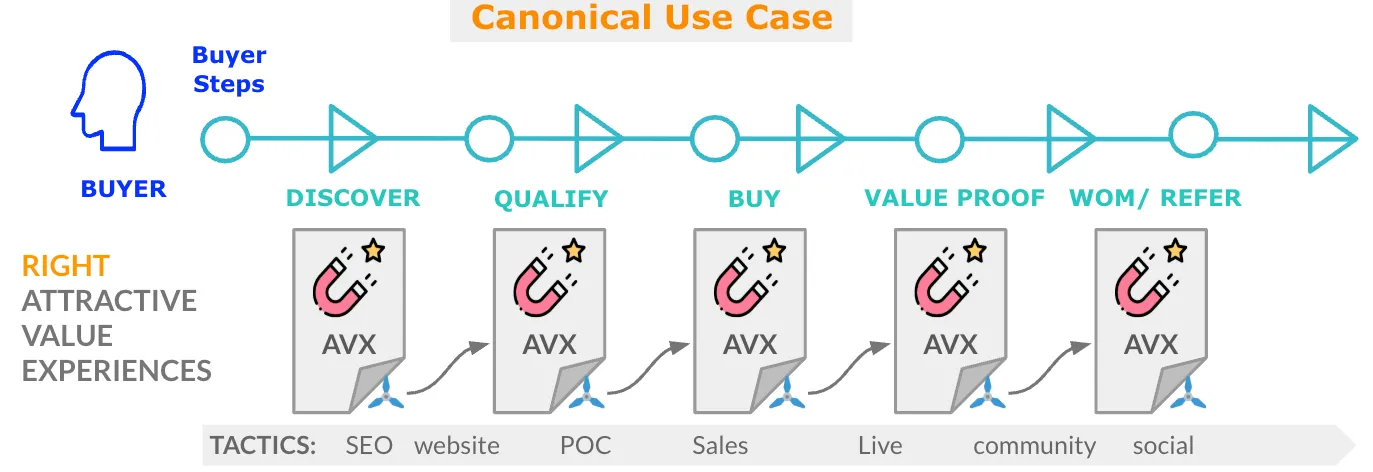 Canonical Use Case
Buyer
Steps
BUYER
DISCOVER QUALIFY BUY VALUE PROOF WOM/ REFER
RIGHT
ATTRACTIVE
VALUE
EXPERIENCES
AVX AVX AVX AVX AVX
TACTICS: SEO website POC Sales Live community social